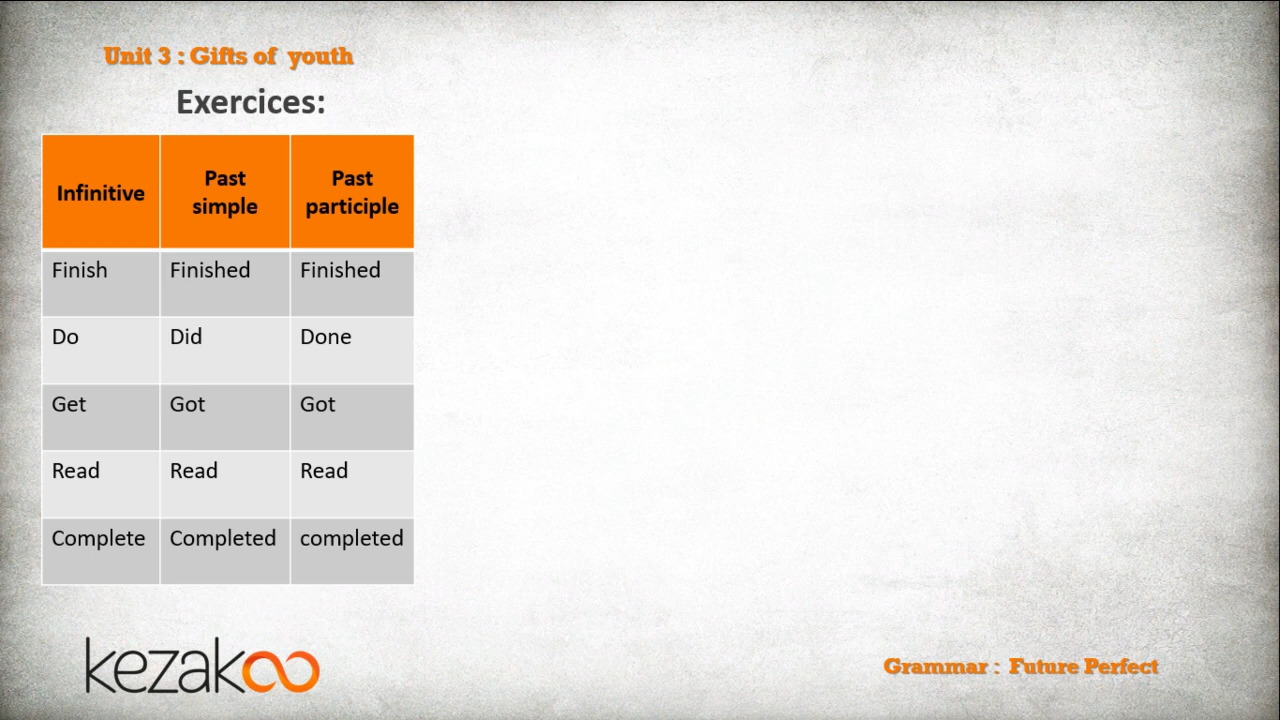 Unit 3 : Gifts of youth
Exercices:
Infinitive Past simple Past participle
Finish Finished Finished
Do Did Done
Get Got Got
Read Read Read
Complete Completed completed
kezakoo
Grammar : Future Perfect